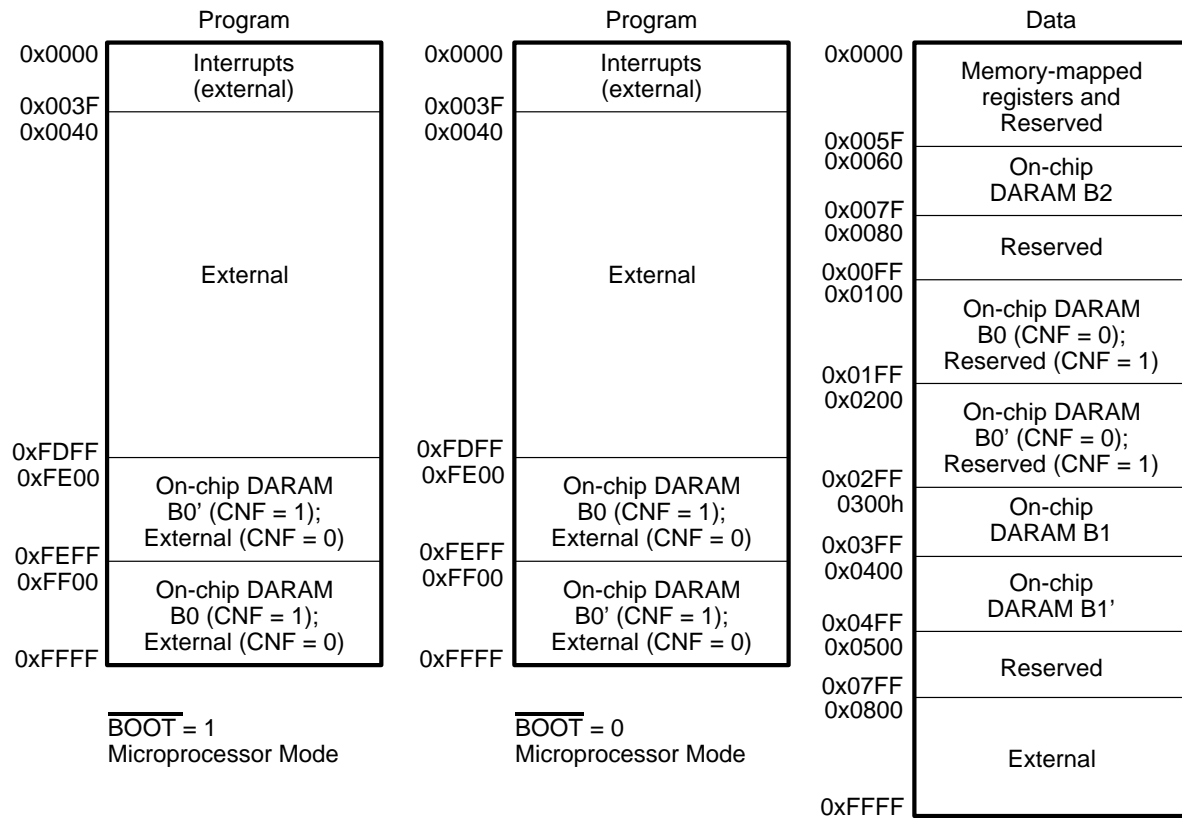 Program
0x0000
Interrupts
(external)
0x003F
0x0040
External
0xFDFF
0xFE00
On-chip DARAM
B0’ (CNF = 1);
External (CNF = 0)
0xFEFF
0xFF00
On-chip DARAM
B0 (CNF = 1);
External (CNF = 0)
0xFFFF
BOOT = 1
Microprocessor Mode
Program
0x0000
Interrupts
(external)
0x003F
0x0040
External
0xFDFF
0xFE00
On-chip DARAM
B0 (CNF = 1);
External (CNF = 0)
0xFEFF
0xFF00
On-chip DARAM
B0’ (CNF = 1);
External (CNF = 0)
0xFFFF
BOOT = 0
Microprocessor Mode
Data
0x0000
Memory-mapped
registers and
Reserved
0x005F
0x0060
On-chip
DARAM B2
0x007F
0x0080
Reserved
0x00FF
0x0100
On-chip DARAM
B0 (CNF = 0);
Reserved (CNF = 1)
0x01FF
0x0200
On-chip DARAM
B0’ (CNF = 0);
Reserved (CNF = 1)
0x02FF
0300h
On-chip
DARAM B1
0x03FF
0x0400
On-chip
DARAM B1’
0x04FF
0x0500
Reserved
0x07FF
0x0800
External
0xFFFF